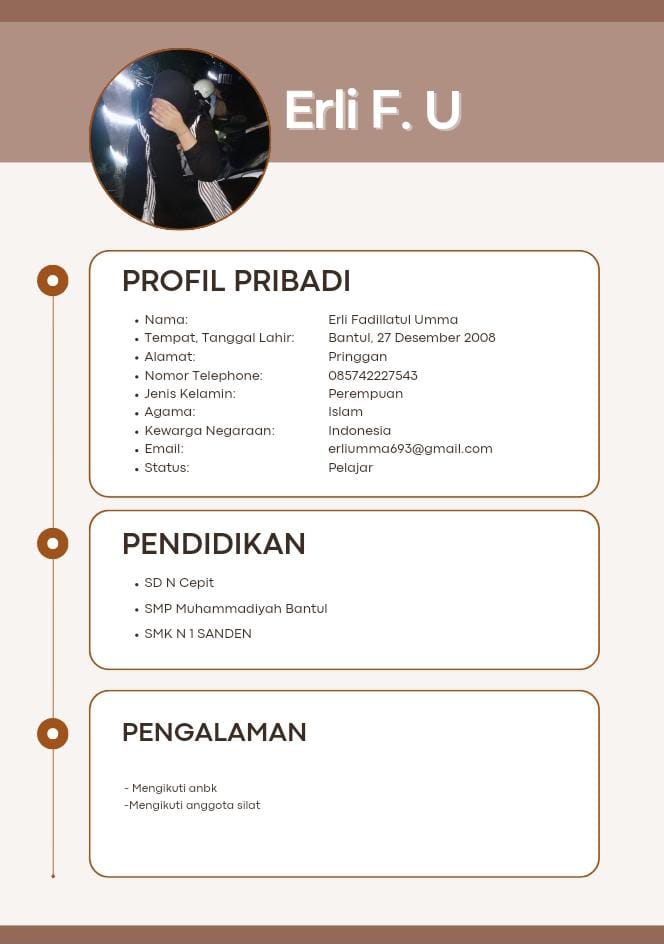 Erli F. U
PROFIL PRIBADI
• Nama: Erli Fadillatul Umma
• Tempat, Tanggal Lahir: Bantul, 27 Desember 2008
• Alamat: Pringgan
• Nomor Telephone: 085742227543
• Jenis Kelamin: Perempuan
• Agama: Islam
• Kewarga Negaraan: Indonesia
• Email: erliumma693@gmail.com
• Status: Pelajar
PENDIDIKAN
• SD N Cepit
• SMP Muhammadiyah Bantul
• SMK N 1 SANDEN
PENGALAMAN
- Mengikuti anbk
-Mengikuti anggota silat